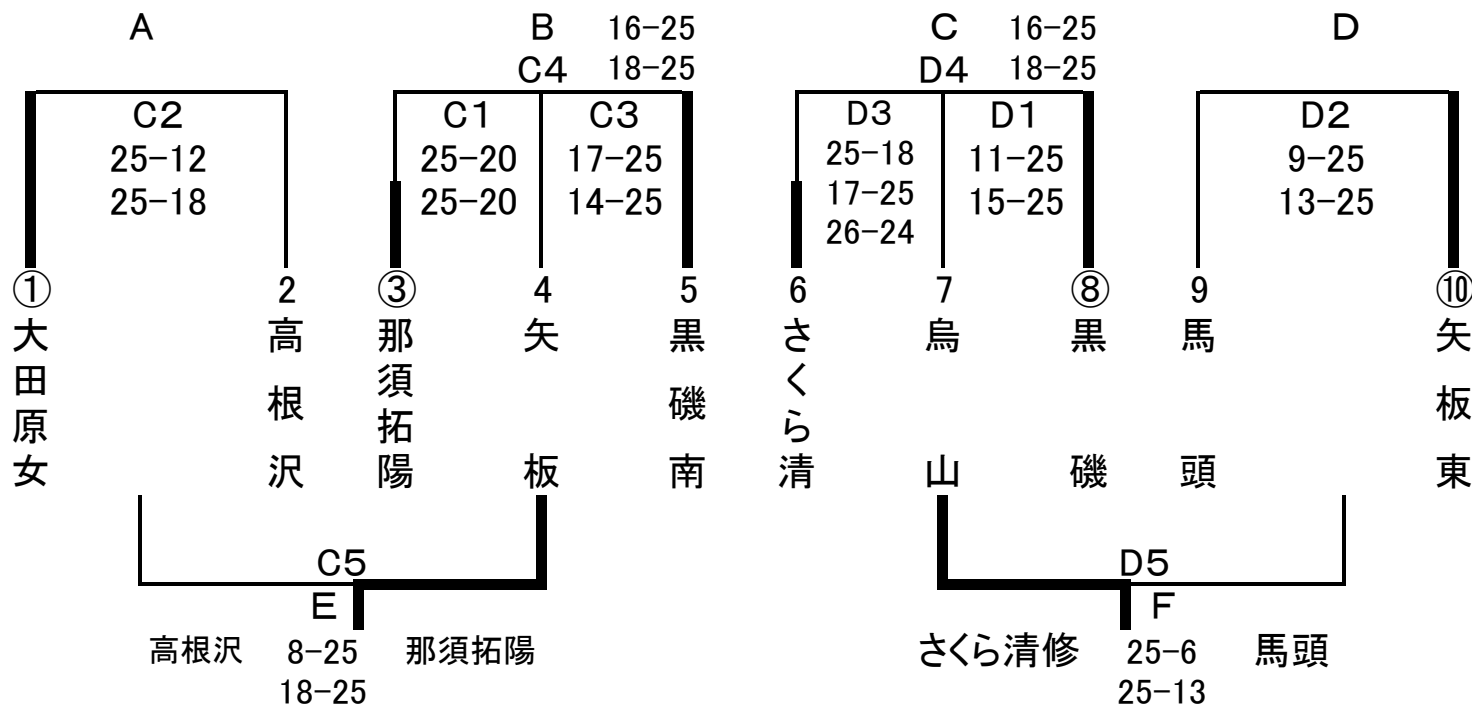 A B 16-25 C 16-25 D
C4 18-25 D4 18-25
C2 C1 C3 D3 D1 D2
25-12 25-20 17-25 25-18 11-25 9-25
25-18 25-20 14-25 17-25 15-25 13-25
26-24
① 2 ③ 4 5 6 7 ⑧ 9 ⑩
大田原女
高根沢
那須拓陽
矢板
黒磯南
さくら清
烏山
黒磯
馬頭
矢板東
C5 D5
E F
高根沢 8-25 那須拓陽 さくら清修 25-6 馬頭
18-25 25-13